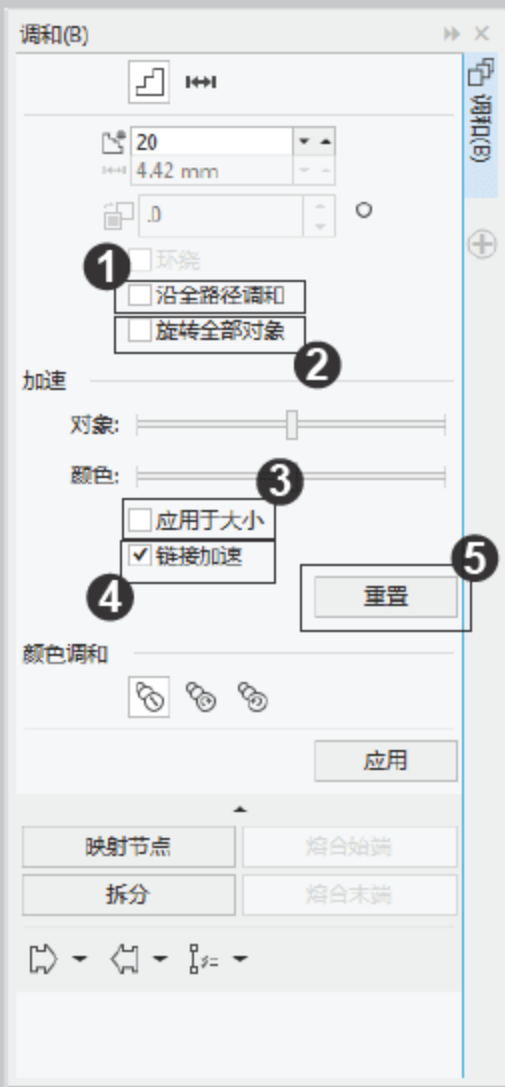 调和(B)
20
4.42 mm
.0
环绕
1
沿全路径调和
旋转全部对象
2
加速
对象:
颜色:
3
应用于大小
链接加速
4
5
重置
颜色调和
应用
映射节点
熔合始端
拆分
熔合末端
调和(B)